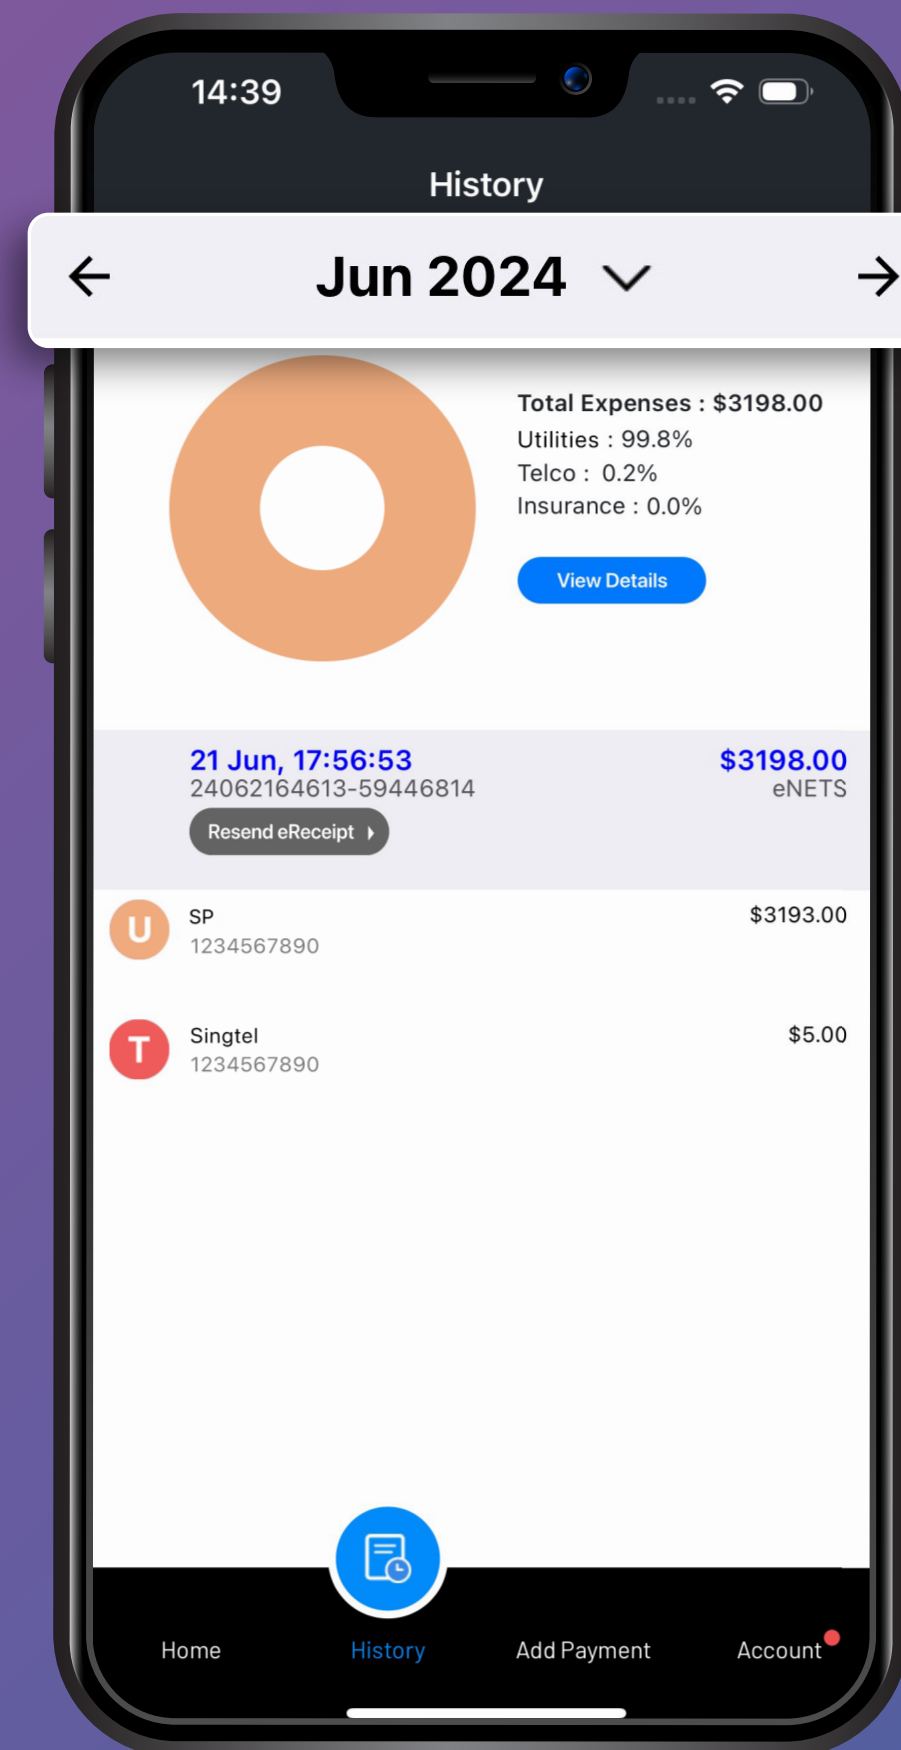 14:39
History
Jun 2024
Total Expenses : $3198.00
Utilities : 99.8%
Telco : 0.2%
Insurance : 0.0%
View Details
21 Jun, 17:56:53
$3198.00
24062164613-59446814
eNETS
Resend eReceipt
U
SP
$3193.00
1234567890
T
Singtel
$5.00
1234567890
Home
History
Add Payment
Account